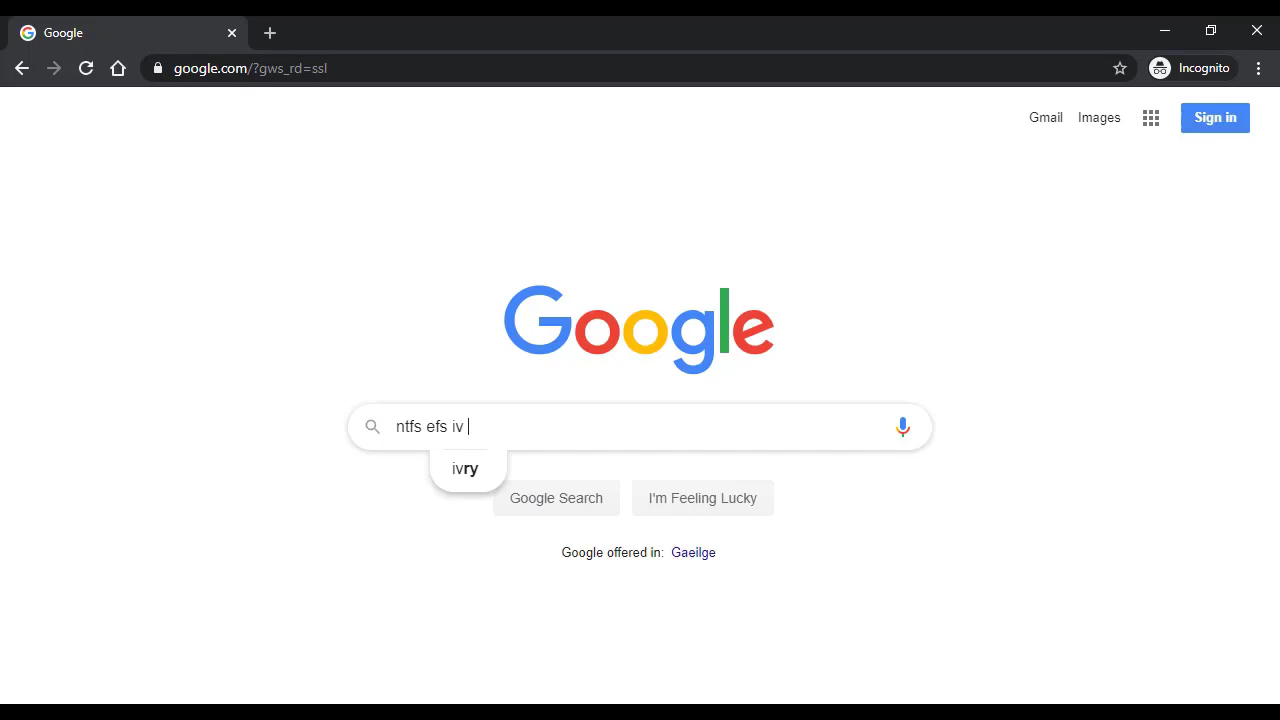 Google
google.com/?gws_rd=ssl
Incognito
Gmail Images
Sign in
Google
ntfs efs iv
ivry
Google Search
I'm Feeling Lucky
Google offered in: Gaeilge